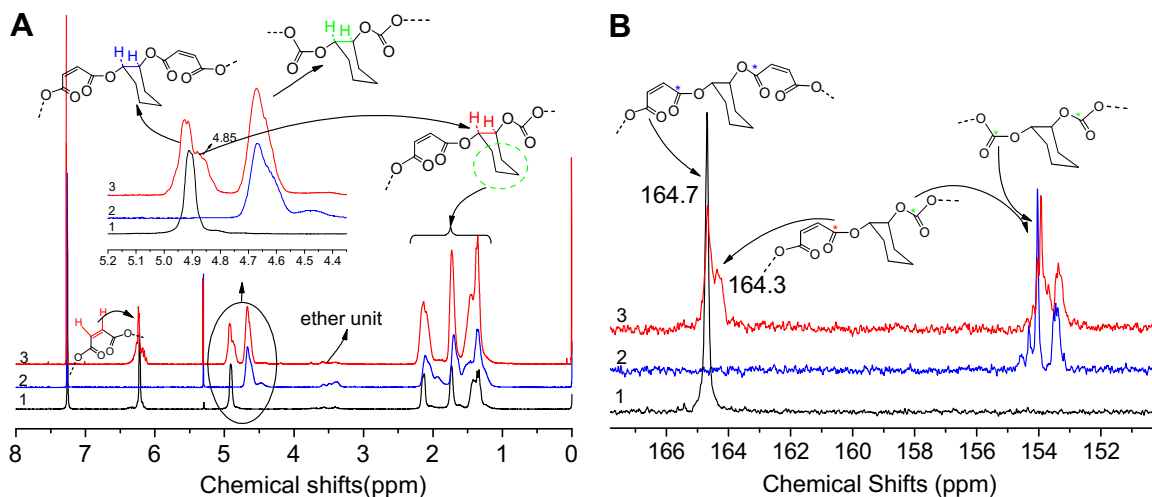 A
H H
O O O O O O O O
H H
O O O O O O
4.85
3
2
1
5.2 5.1 5.0 4.9 4.8 4.7 4.6 4.5 4.4
H H
O O O O O O O
H H
O O O O
ether unit
3
2
1
8 7 6 5 4 3 2 1 0
Chemical shifts(ppm)
B
* *
O O O O O O O O
164.7
* *
O O O O O O
* *
O O O O O O O
164.3
3
2
1
166 164 162 160 158 156 154 152
Chemical Shifts (ppm)